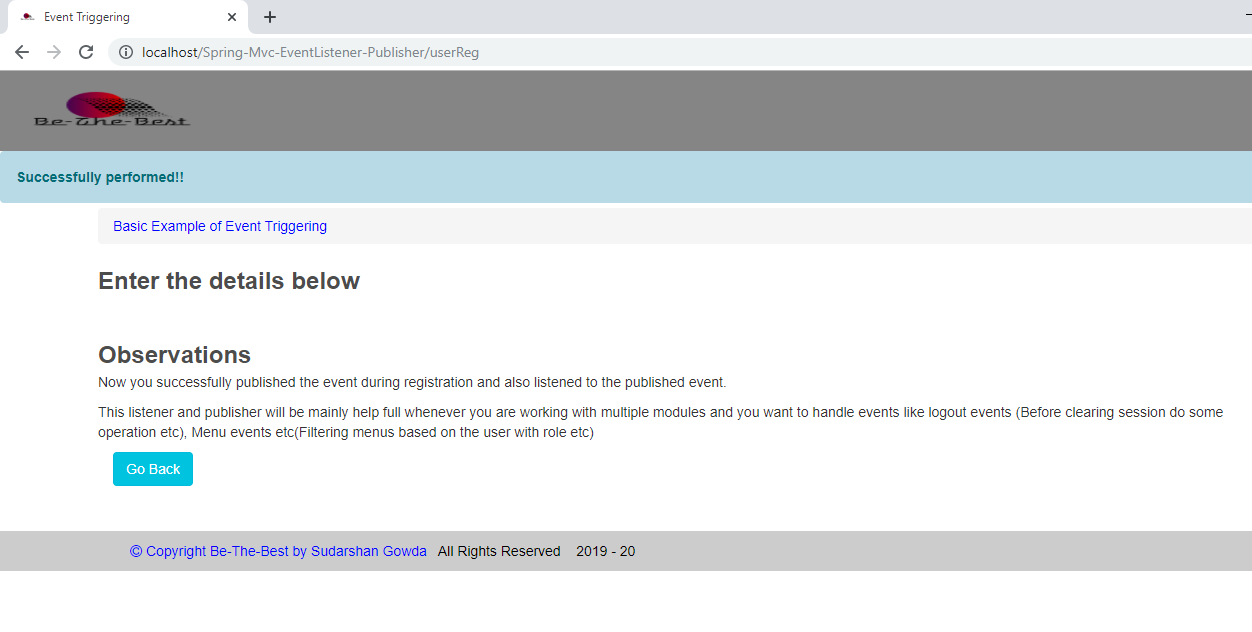 Event Triggering
localhost/Spring-Mvc-EventListener-Publisher/userReg
Be-The-Best
Successfully performed!!
Basic Example of Event Triggering
Enter the details below
Observations
Now you successfully published the event during registration and also listened to the published event.
This listener and publisher will be mainly help full whenever you are working with multiple modules and you want to handle events like logout events (Before clearing session do some
operation etc), Menu events etc(Filtering menus based on the user with role etc)
Go Back
© Copyright Be-The-Best by Sudarshan Gowda All Rights Reserved 2019 - 20